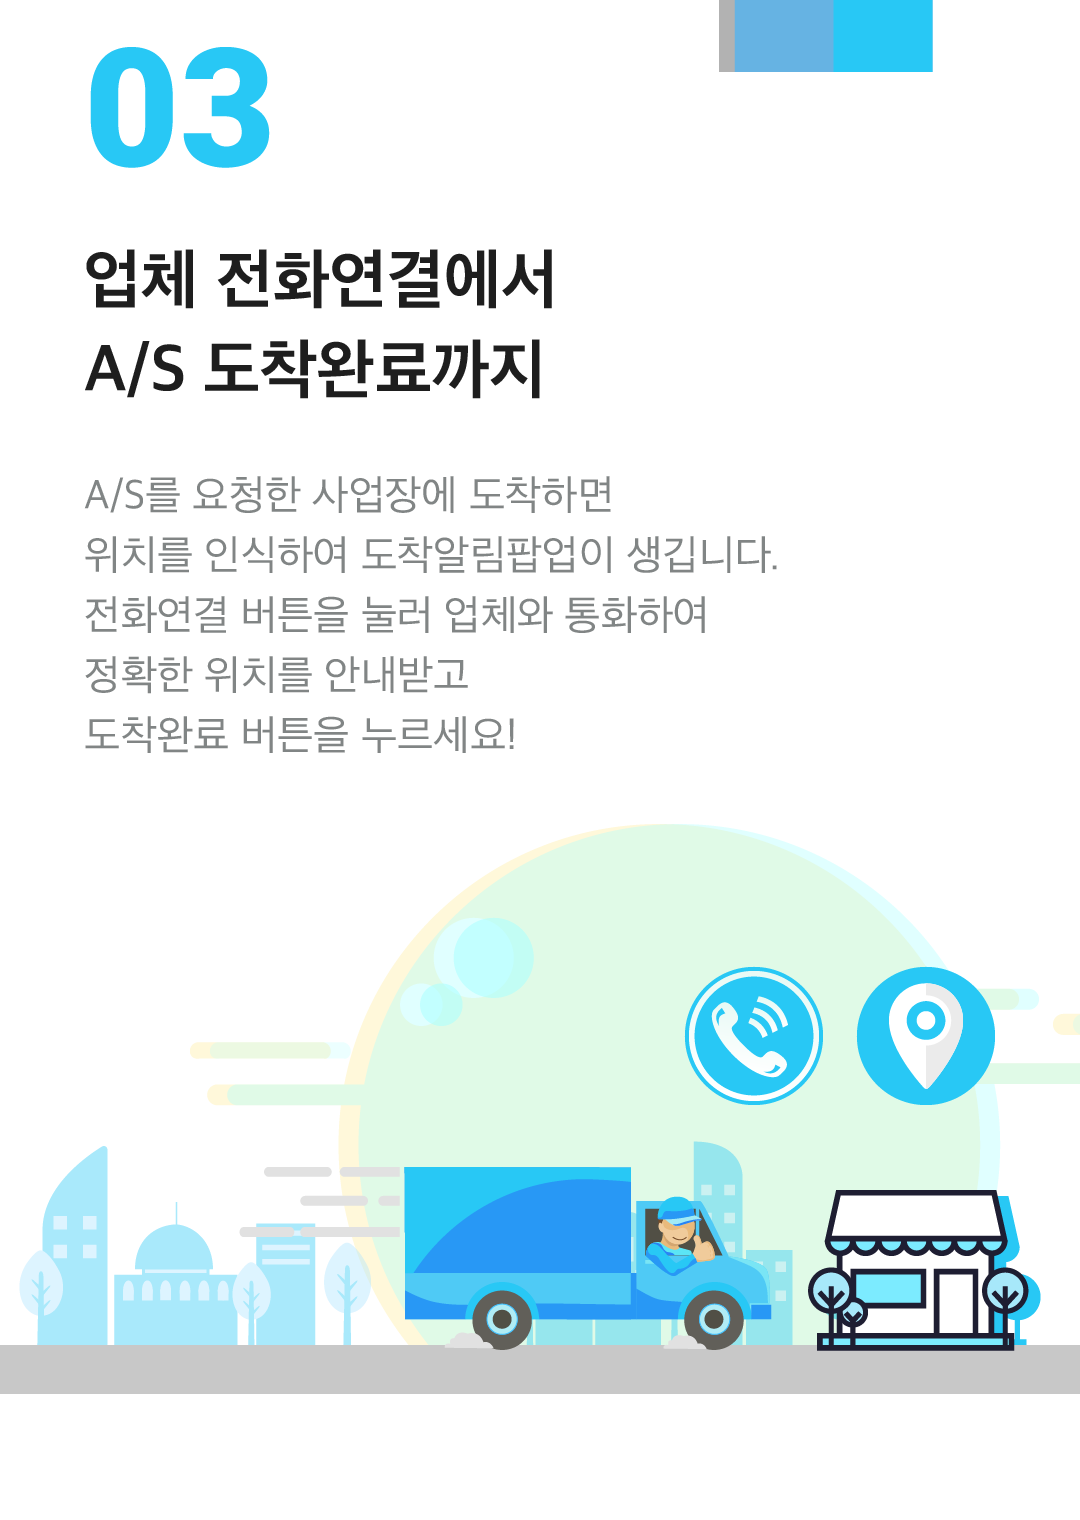 03
업체 전화연결에서
A/S 도착완료까지
A/S를 요청한 사업장에 도착하면
위치를 인식하여 도착알림팝업이 생깁니다.
전화연결 버튼을 눌러 업체와 통화하여
정확한 위치를 안내받고
도착완료 버튼을 누르세요!